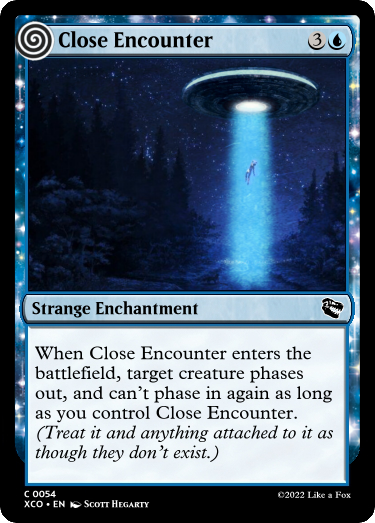 Close Encounter 3
Strange Enchantment
When Close Encounter enters the
battlefield, target creature phases
out, and can't phase in again as long
as you control Close Encounter.
(Treat it and anything attached to it as
though they don't exist.)
C 0054
XCO • EN Scott Hegarty
©2022 Like a Fox